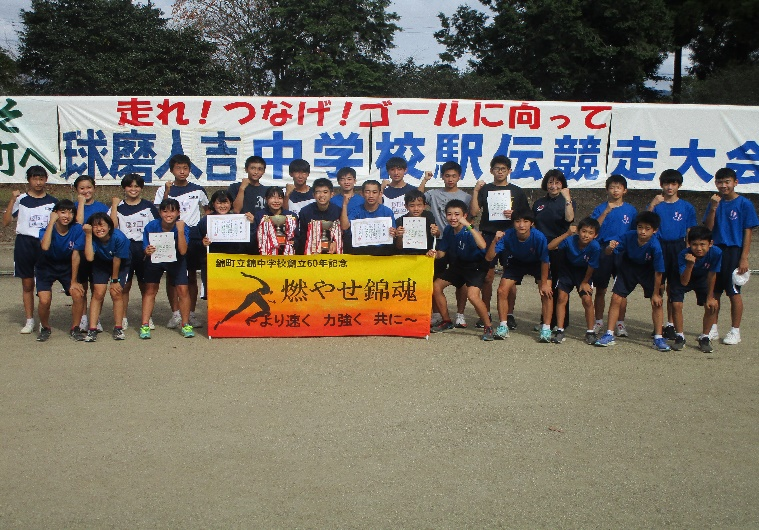 走れ!つなげ!ゴールに向って
町へ
球磨人吉中学校駅伝競走大会
錦町立錦中学校創立60年記念
燃やせ錦魂
~より速く 力強く 共に~